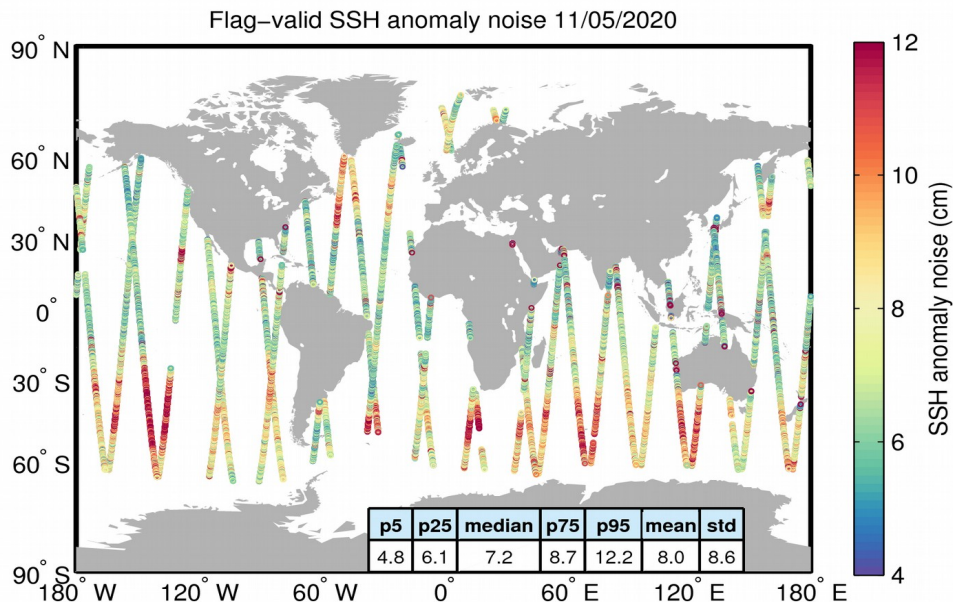 Flag−valid SSH anomaly noise 11/05/2020
90° N
60° N
30° N
0°
30° S
60° S
90° S
180° W
120° W
60° W
0°
60° E
120° E
180° E
p5 p25 median p75 p95 mean std
4.8 6.1 7.2 8.7 12.2 8.0 8.6
12
10
8
6
4
SSH anomaly noise (cm)